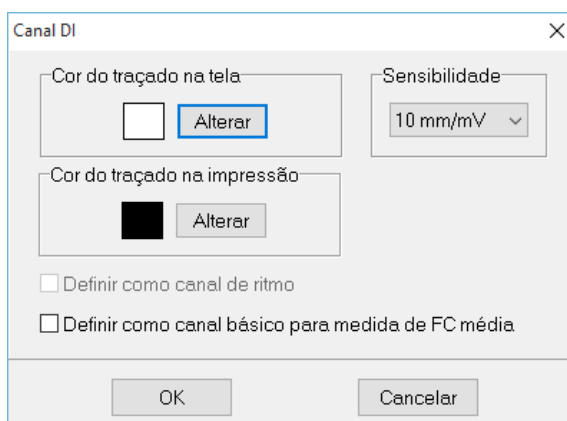 Canal DI
Cor do traçado na tela
Alterar
Sensibilidade
10 mm/mV
Cor do traçado na impressão
Alterar
Definir como canal de ritmo
Definir como canal básico para medida de FC média
OK
Cancelar